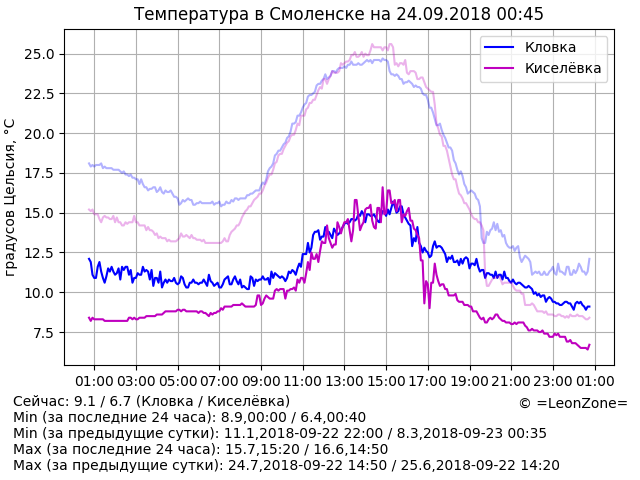 Температура в Смоленске на 24.09.2018 00:45
градусов Цельсия, °C
25.0
22.5
20.0
17.5
15.0
12.5
10.0
7.5
Кловка
Киселёвка
01:00 03:00 05:00 07:00 09:00 11:00 13:00 15:00 17:00 19:00 21:00 23:00 01:00
Сейчас: 9.1 / 6.7 (Кловка / Киселёвка)
© =LeonZone=
Min (за последние 24 часа): 8.9,00:00 / 6.4,00:40
Min (за предыдущие сутки): 11.1,2018-09-22 22:00 / 8.3,2018-09-23 00:35
Max (за последние 24 часа): 15.7,15:20 / 16.6,14:50
Max (за предыдущие сутки): 24.7,2018-09-22 14:50 / 25.6,2018-09-22 14:20